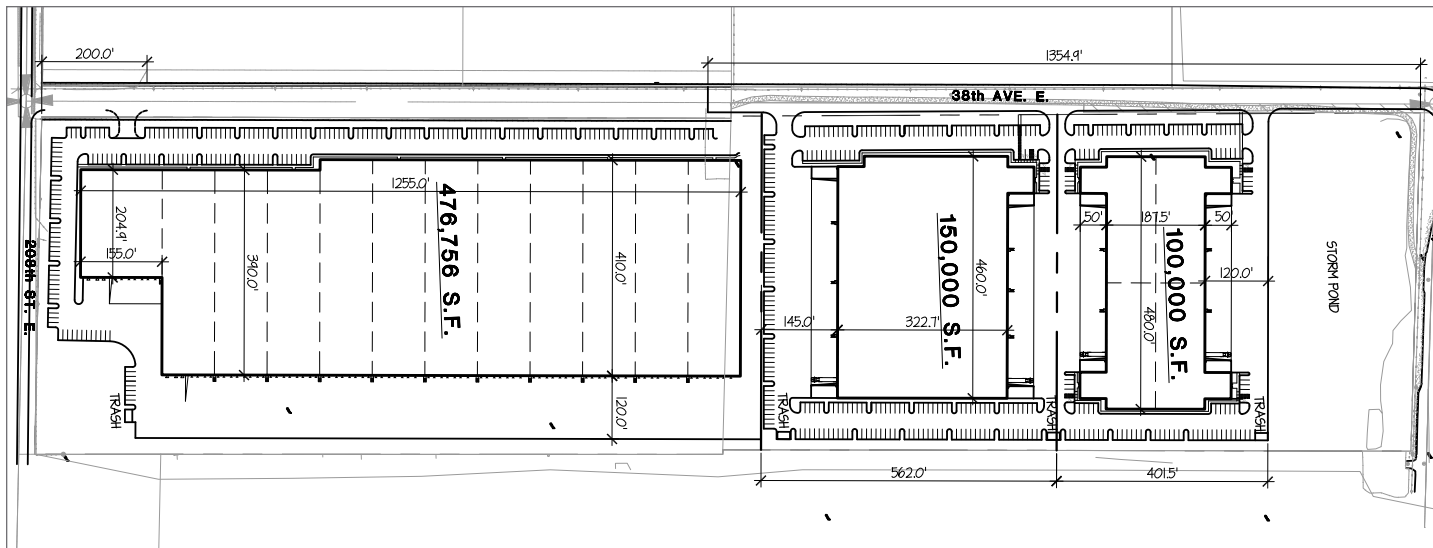 200.0'
1354.9'
38th AVE. E.
1255.0'
204.9'
155.0'
390.0'
476,756 S.F.
410.0'
120.0'
TRASH
208th ST. E.
145.0'
322.7'
460.0'
150,000 S.F.
TRASH
TRASH
50'
187.5'
50'
480.0'
100,000 S.F.
120.0'
TRASH
STORM POND
562.0'
401.5'